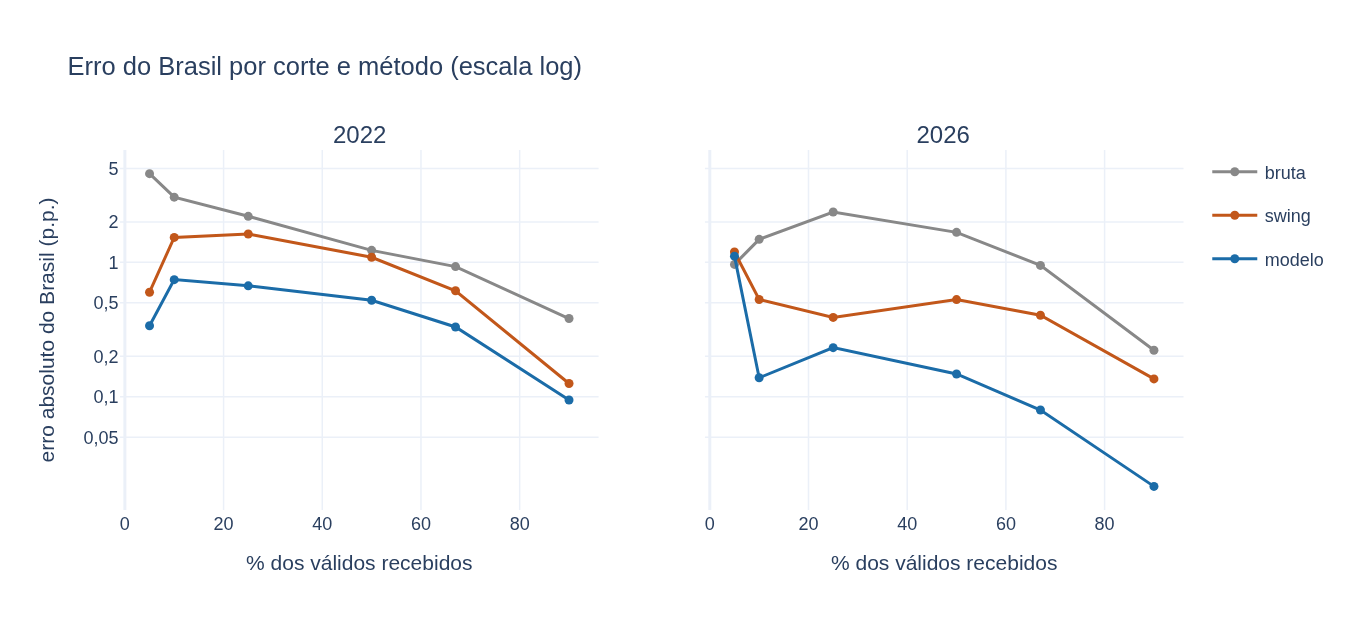 Erro do Brasil por corte e método (escala log)
2022
2026
erro absoluto do Brasil (p.p.)
5
2
1
0,5
0,2
0,1
0,05
0 20 40 60 80
0 20 40 60 80
% dos válidos recebidos
% dos válidos recebidos
bruta
swing
modelo